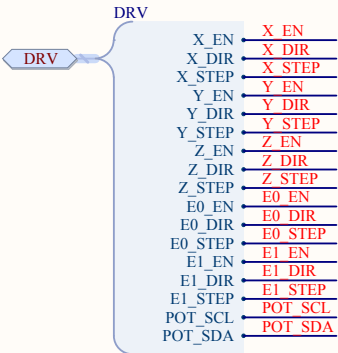 DRV
DRV
X_EN X_EN
X_DIR X_DIR
X_STEP X_STEP
Y_EN Y_EN
Y_DIR Y_DIR
Y_STEP Y_STEP
Z_EN Z_EN
Z_DIR Z_DIR
Z_STEP Z_STEP
E0_EN E0_EN
E0_DIR E0_DIR
E0_STEP E0_STEP
E1_EN E1_EN
E1_DIR E1_DIR
E1_STEP E1_STEP
POT_SCL POT_SCL
POT_SDA POT_SDA